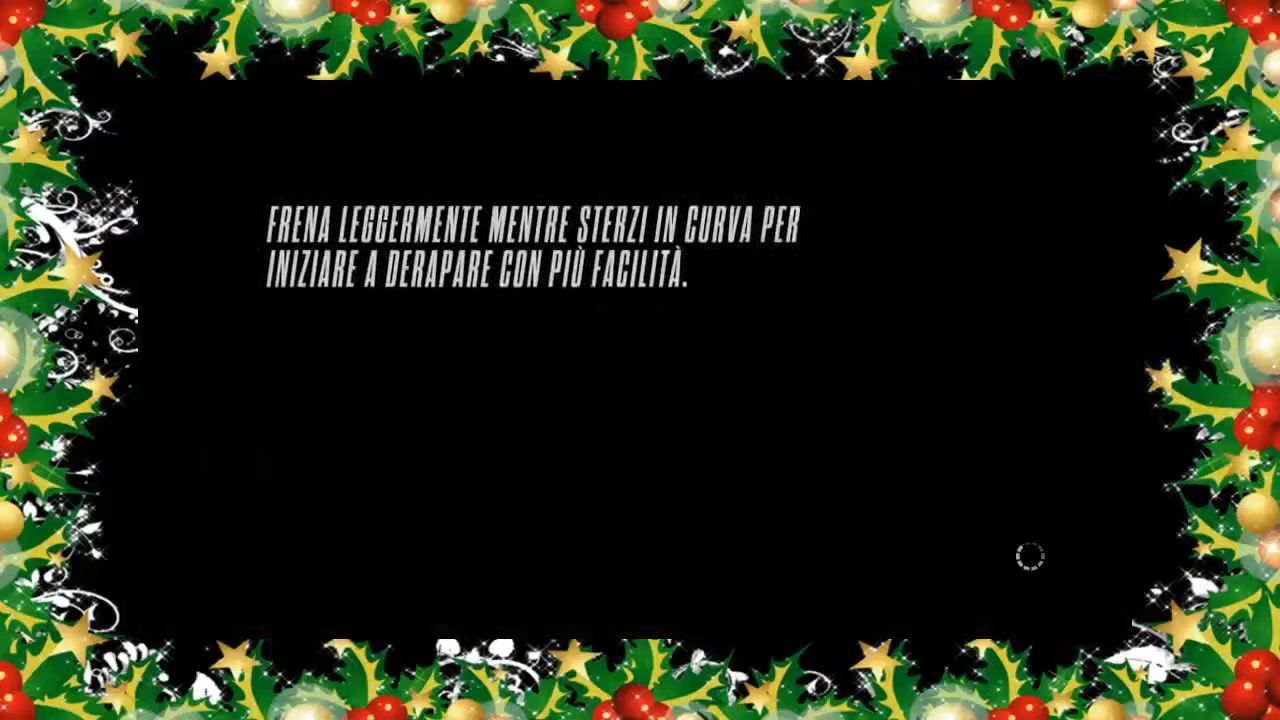 FRENA LEGGERMENTE MENTRE STERZI IN CURVA PER
INIZIARE A DERAPARE CON PIÙ FACILITÀ.